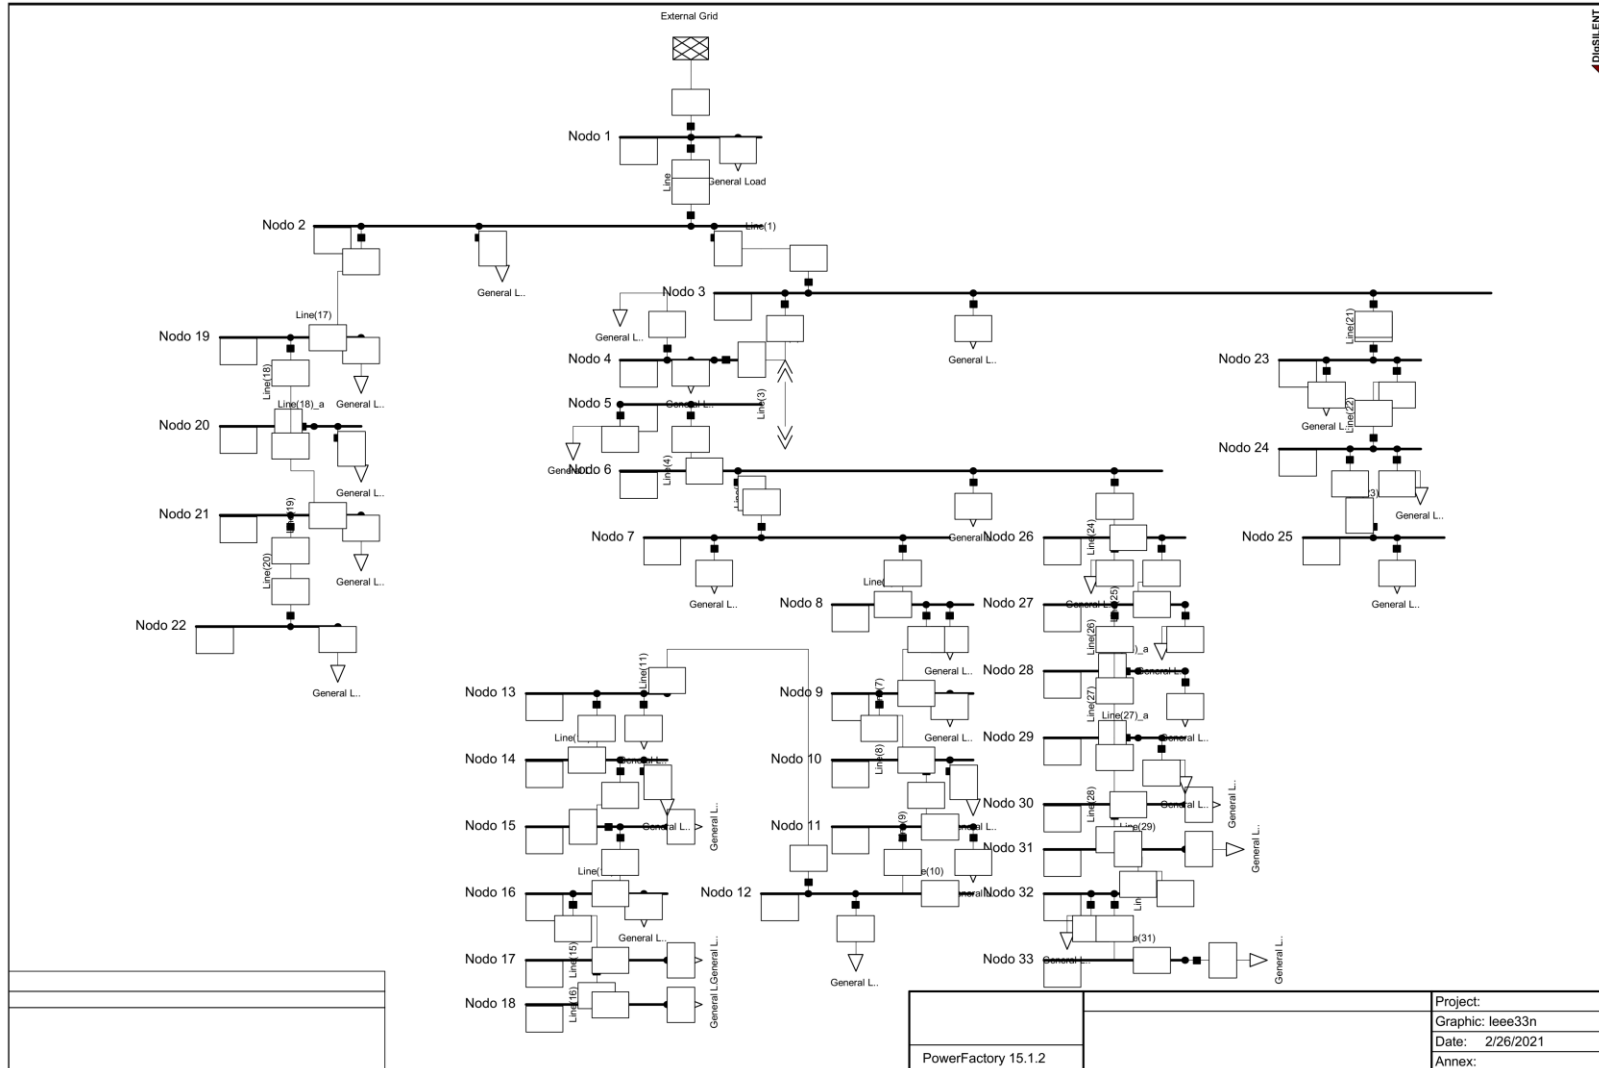 External Grid
DIgSILENT
Nodo 1
Line
General Load
Nodo 2
Line(1)
General L..
Nodo 3
Line(17)
Nodo 19
General L..
Line(21)
Nodo 4
General L..
Nodo 23
Line(18)
Line(3)
Line(18)_a
General L..
Nodo 5
Line(22)
Nodo 20
Nodo 24
Nodo 6
Line(4)
General L..
General L..
Nodo 21
Line(24)
Nodo 7
Nodo 26
Nodo 25
Line(20)
General L..
General L..
General L..
Nodo 8
Nodo 27
Nodo 22
Line(26)
General L..
General L..
Line(11)
Nodo 28
Nodo 13
Nodo 9
Line(27)
Line(27)_a
General L..
Nodo 29
Nodo 14
Line(8)
Nodo 10
Nodo 30
Line(28)
General L..
Nodo 15
General L..
Nodo 11
Nodo 31
General L..
Nodo 16
Nodo 12
Nodo 32
General L..
Nodo 17
Line(15)
General L..
General L..
Nodo 33
General L..
Nodo 18
Line(16)
Project:
Graphic: Ieee33n
Date: 2/26/2021
PowerFactory 15.1.2
Annex: